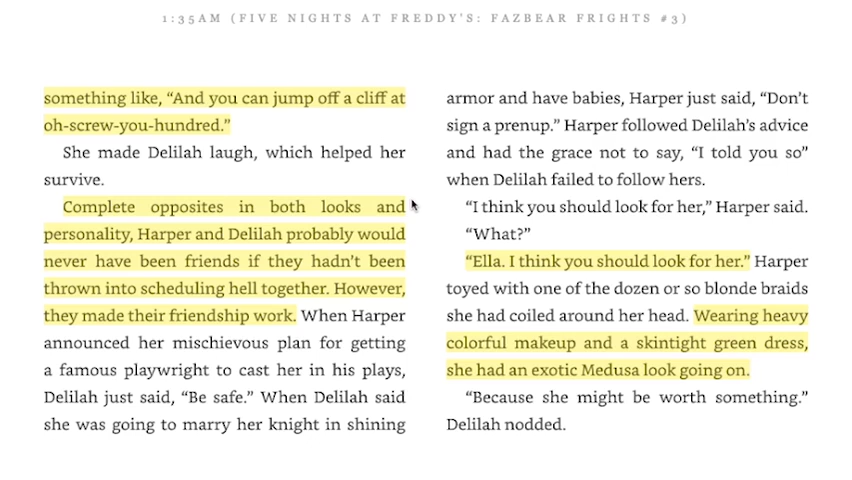 1:35AM (FIVE NIGHTS AT FREDDY'S: FAZBEAR FRIGHTS #3)
something like, “And you can jump off a cliff at
oh-screw-you-hundred.”
She made Delilah laugh, which helped her
survive.
Complete opposites in both looks and
personality, Harper and Delilah probably would
never have been friends if they hadn’t been
thrown into scheduling hell together. However,
they made their friendship work. When Harper
announced her mischievous plan for getting
a famous playwright to cast her in his plays,
Delilah just said, “Be safe.” When Delilah said
she was going to marry her knight in shining
armor and have babies, Harper just said, “Don’t
sign a prenup.” Harper followed Delilah’s advice
and had the grace not to say, “I told you so”
when Delilah failed to follow hers.
“I think you should look for her,” Harper said.
“What?”
“Ella. I think you should look for her.” Harper
toyed with one of the dozen or so blonde braids
she had coiled around her head. Wearing heavy
colorful makeup and a skintight green dress,
she had an exotic Medusa look going on.
“Because she might be worth something.”
Delilah nodded.